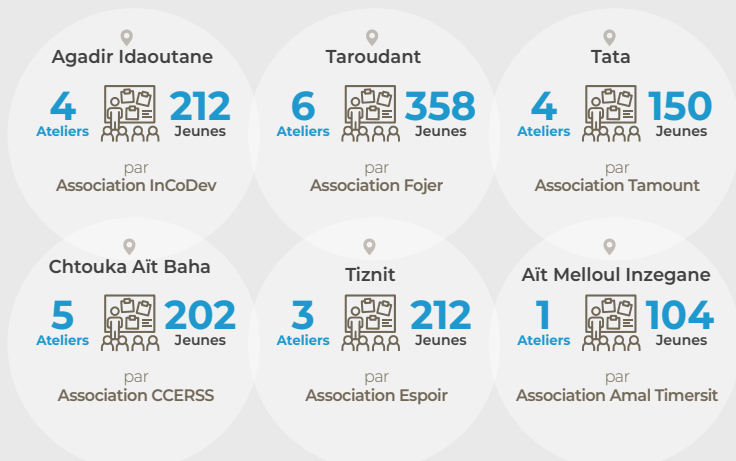 Agadir Idaoutane
4 Ateliers
212 Jeunes
par
Association InCoDev
Taroudant
6 Ateliers
358 Jeunes
par
Association Fojer
Tata
4 Ateliers
150 Jeunes
par
Association Tamount
Chtouka Aït Baha
5 Ateliers
202 Jeunes
par
Association CCERSS
Tiznit
3 Ateliers
212 Jeunes
par
Association Espoir
Aït Melloul Inzegane
1 Ateliers
104 Jeunes
par
Association Amal Timersit